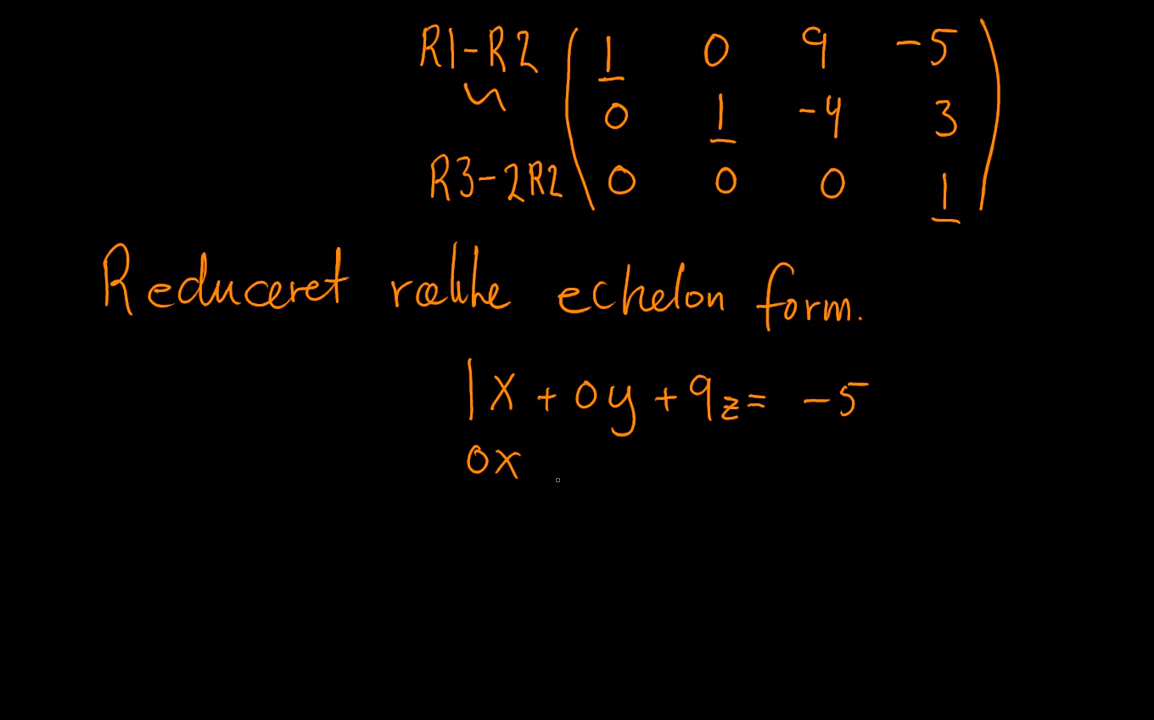 R1-R2 1 0 9 -5
~ 0 1 -4 3
R3-2R2 0 0 0 1
Reduceret række echelon form.
1x + 0y + 9z = -5
0x